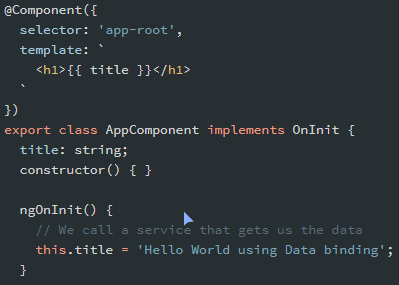 @Component({
  selector: 'app-root',
  template: `
    <h1>{{ title }}</h1>
  `
})
export class AppComponent implements OnInit {
  title: string;
  constructor() { }

  ngOnInit() {
    // We call a service that gets us the data
    this.title = 'Hello World using Data binding';
  }